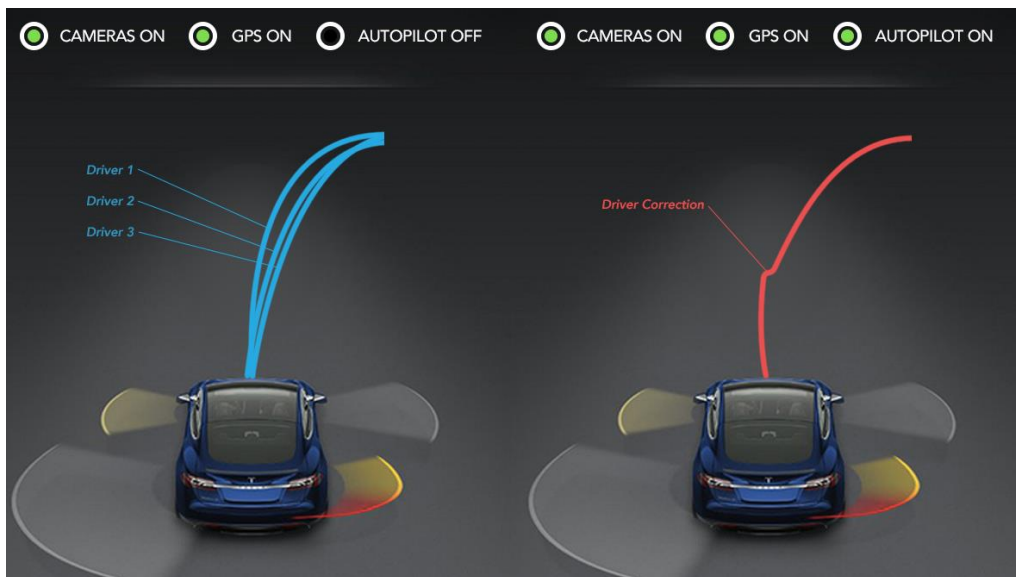 CAMERAS ON GPS ON AUTOPILOT OFF
Driver 1
Driver 2
Driver 3
CAMERAS ON GPS ON AUTOPILOT ON
Driver Correction